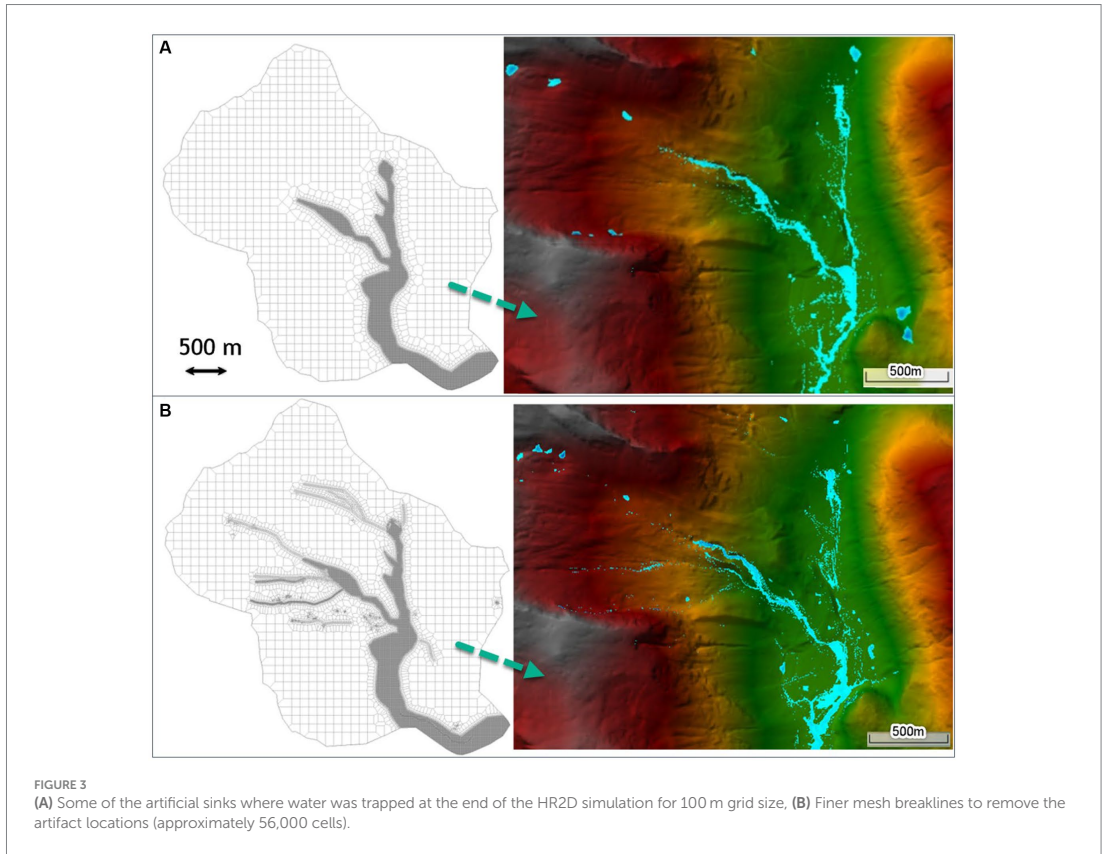 A
500 m
500m
B
500m
FIGURE 3
(A) Some of the artificial sinks where water was trapped at the end of the HR2D simulation for 100 m grid size, (B) Finer mesh breaklines to remove the
artifact locations (approximately 56,000 cells).